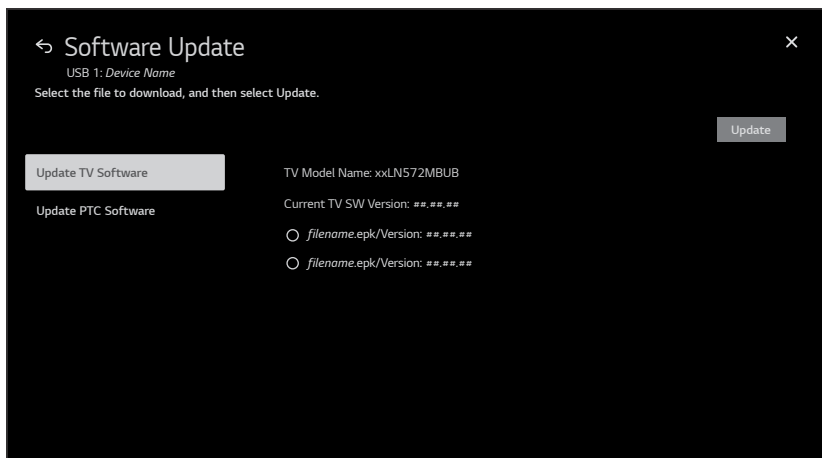 Software Update
USB 1: Device Name
Select the file to download, and then select Update.
Update
Update TV Software
TV Model Name: xxLN572MBUB
Current TV SW Version: ##.##.##
Update PTC Software
filename.epk/Version: ##.##.##
filename.epk/Version: ##.##.##